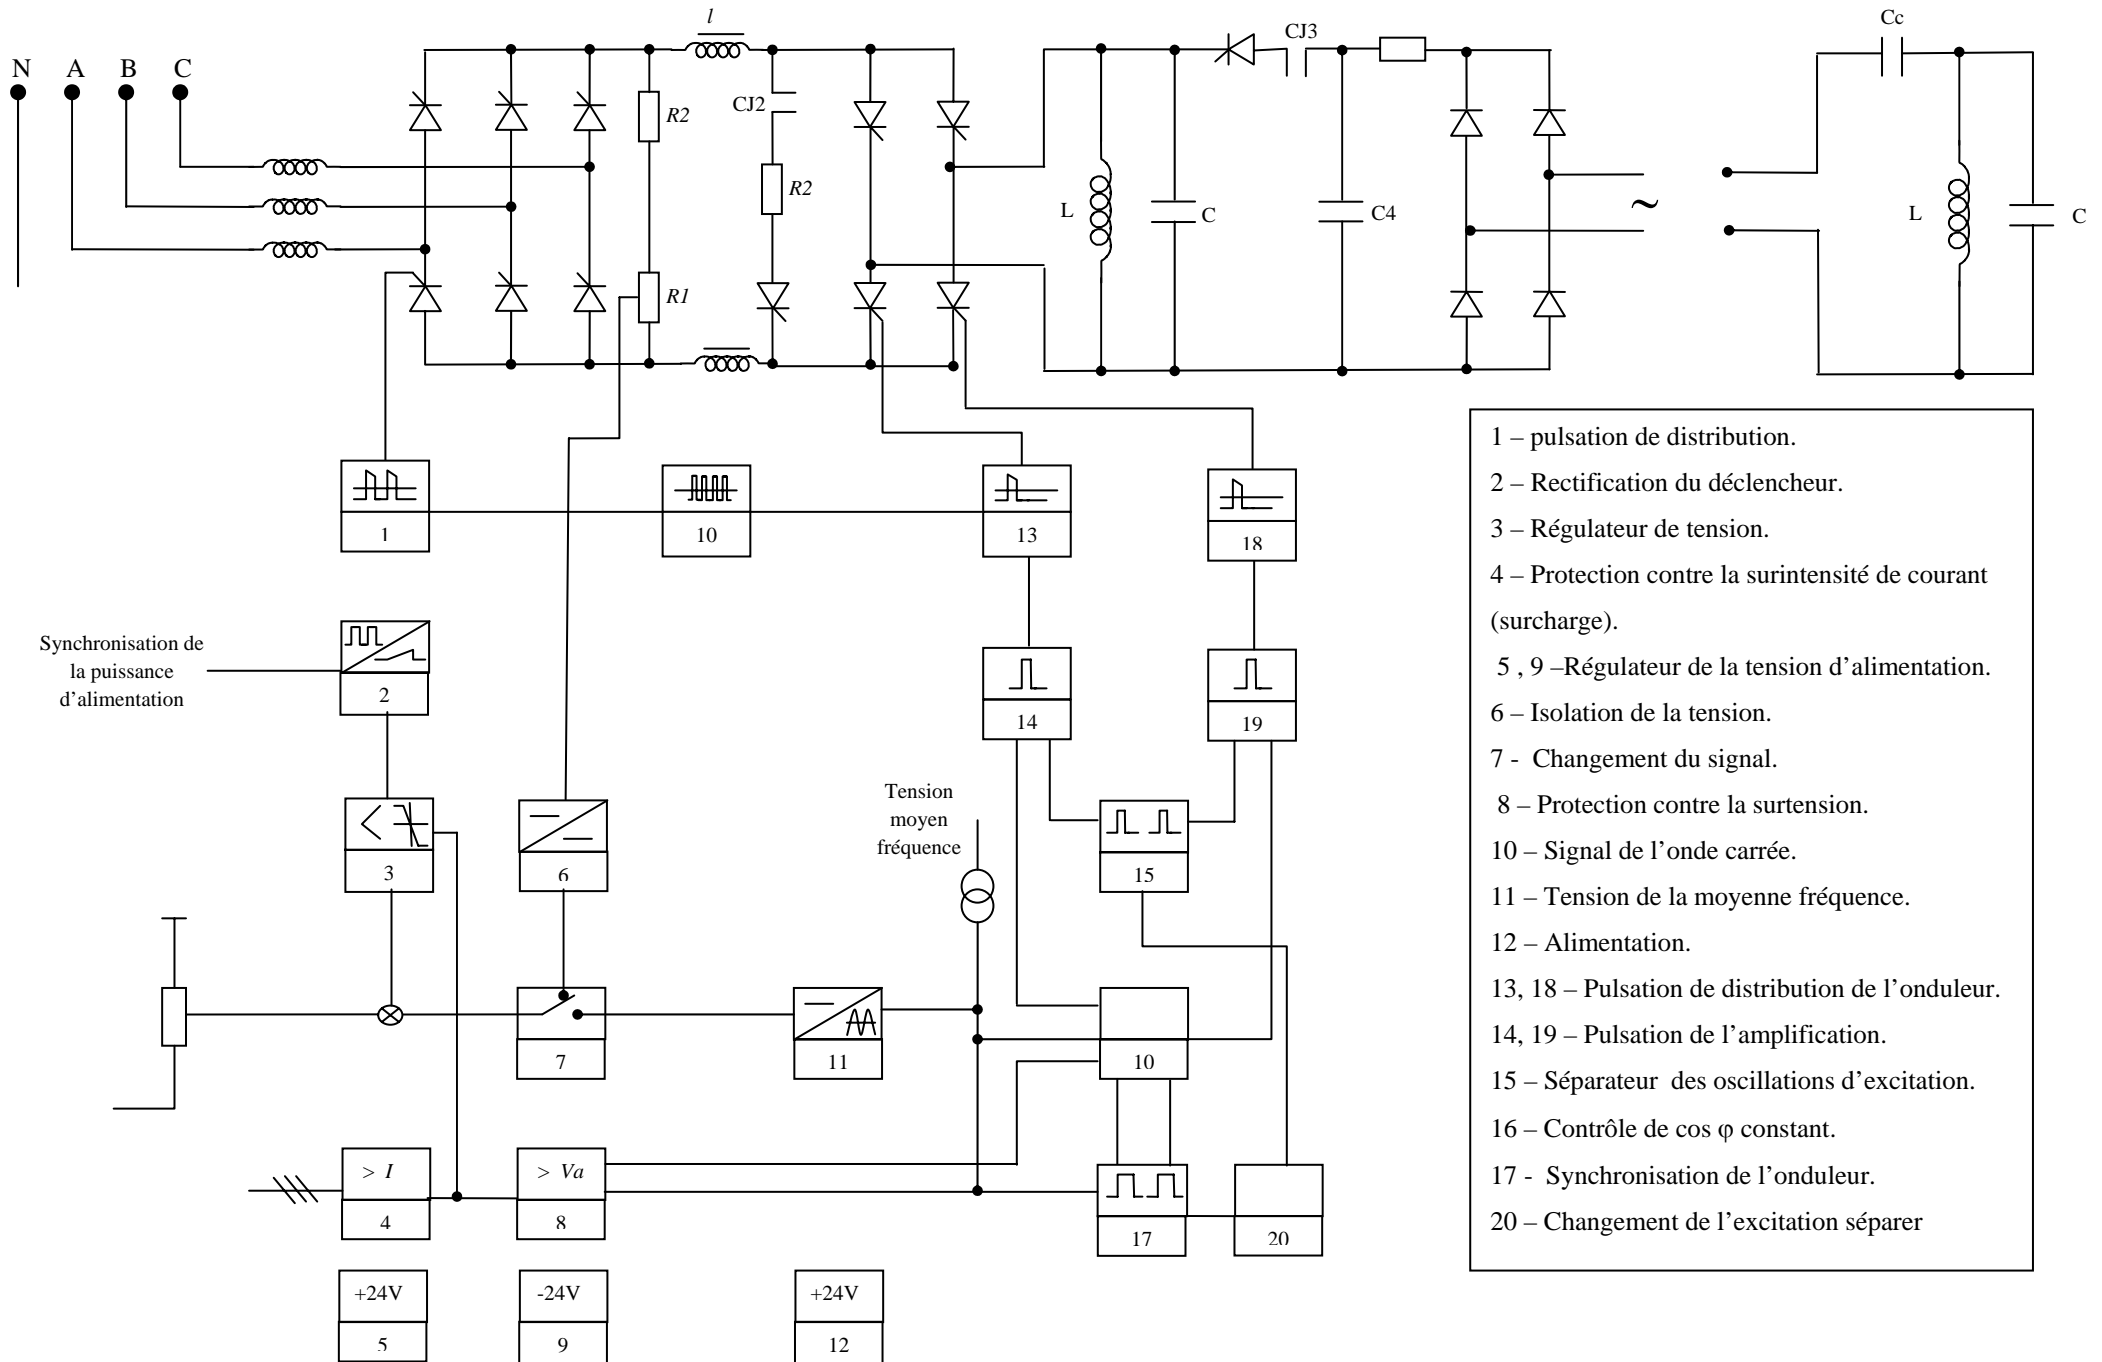 l
Cc
CJ3
N A B C
R2
CJ2
R2
L
C
C4
~
L
C
R1
1
10
13
18
Synchronisation de
la puissance
d’alimentation
2
14
19
Tension
moyen
fréquence
3
6
15
7
11
10
> I
4
> Va
8
17
20
+24V
5
-24V
9
+24V
12
1 – pulsation de distribution.
2 – Rectification du déclencheur.
3 – Régulateur de tension.
4 – Protection contre la surintensité de courant
(surcharge).
5 , 9 –Régulateur de la tension d’alimentation.
6 – Isolation de la tension.
7 - Changement du signal.
8 – Protection contre la surtension.
10 – Signal de l’onde carrée.
11 – Tension de la moyenne fréquence.
12 – Alimentation.
13, 18 – Pulsation de distribution de l’onduleur.
14, 19 – Pulsation de l’amplification.
15 – Séparateur des oscillations d’excitation.
16 – Contrôle de cos φ constant.
17 - Synchronisation de l’onduleur.
20 – Changement de l’excitation séparer